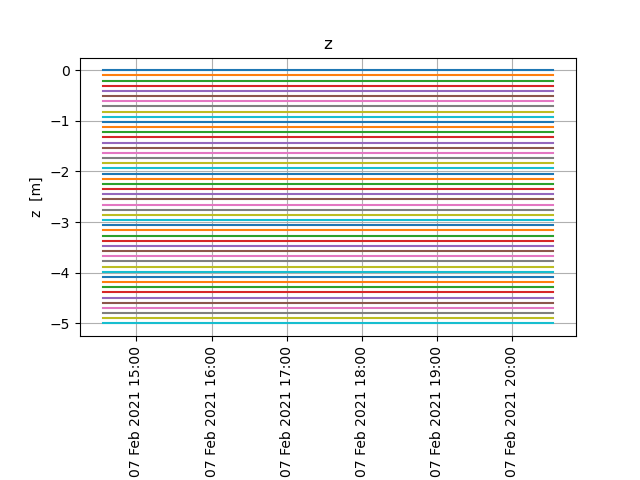 z
0
−1
−2
−3
−4
−5
z [m]
07 Feb 2021 15:00
07 Feb 2021 16:00
07 Feb 2021 17:00
07 Feb 2021 18:00
07 Feb 2021 19:00
07 Feb 2021 20:00